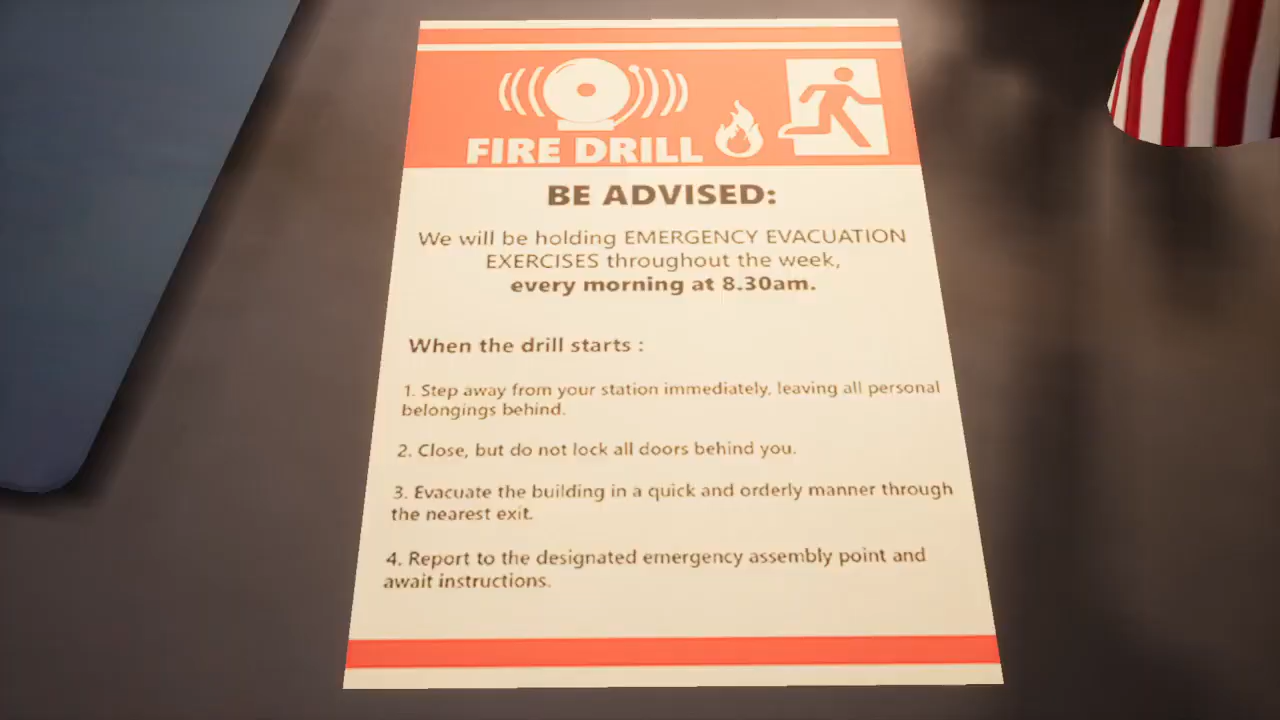 FIRE DRILL
BE ADVISED:
We will be holding EMERGENCY EVACUATION
EXERCISES throughout the week,
every morning at 8.30am.
When the drill starts :
1. Step away from your station immediately, leaving all personal
belongings behind.
2. Close, but do not lock all doors behind you.
3. Evacuate the building in a quick and orderly manner through
the nearest exit.
4. Report to the designated emergency assembly point and
await instructions.